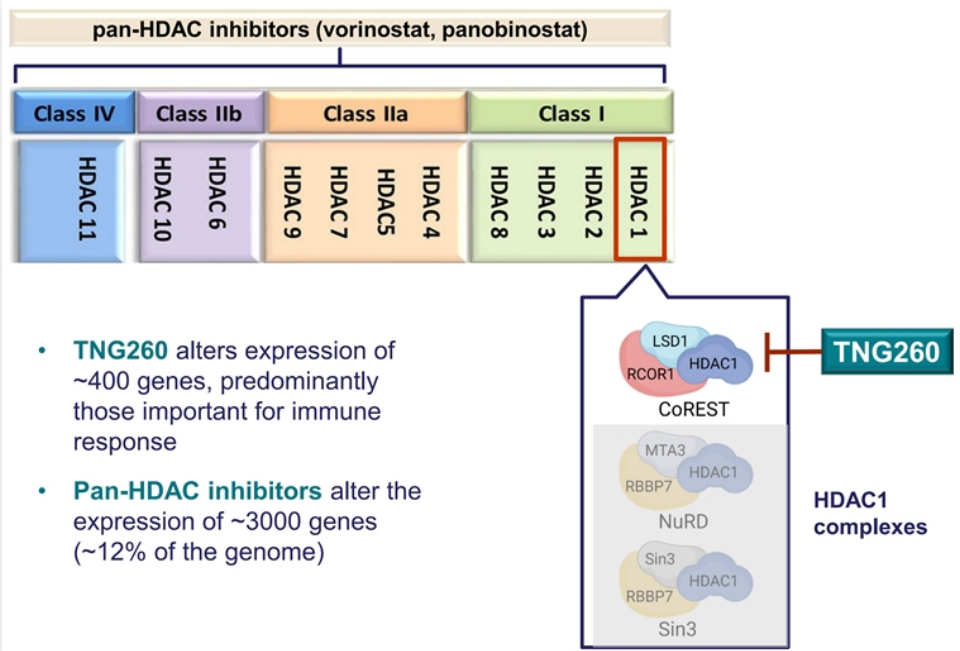 pan-HDAC inhibitors (vorinostat, panobinostat)
Class IV
Class IIb
Class IIa
Class I
HDAC 11
HDAC 10
HDAC 6
HDAC 9
HDAC 7
HDAC5
HDAC 4
HDAC 8
HDAC 3
HDAC 2
HDAC 1
• TNG260 alters expression of
~400 genes, predominantly
those important for immune
response
• Pan-HDAC inhibitors alter the
expression of ~3000 genes
(~12% of the genome)
LSD1
RCOR1
HDAC1
CoREST
TNG260
MTA3
RBBP7
HDAC1
NuRD
Sin3
RBBP7
HDAC1
Sin3
HDAC1
complexes